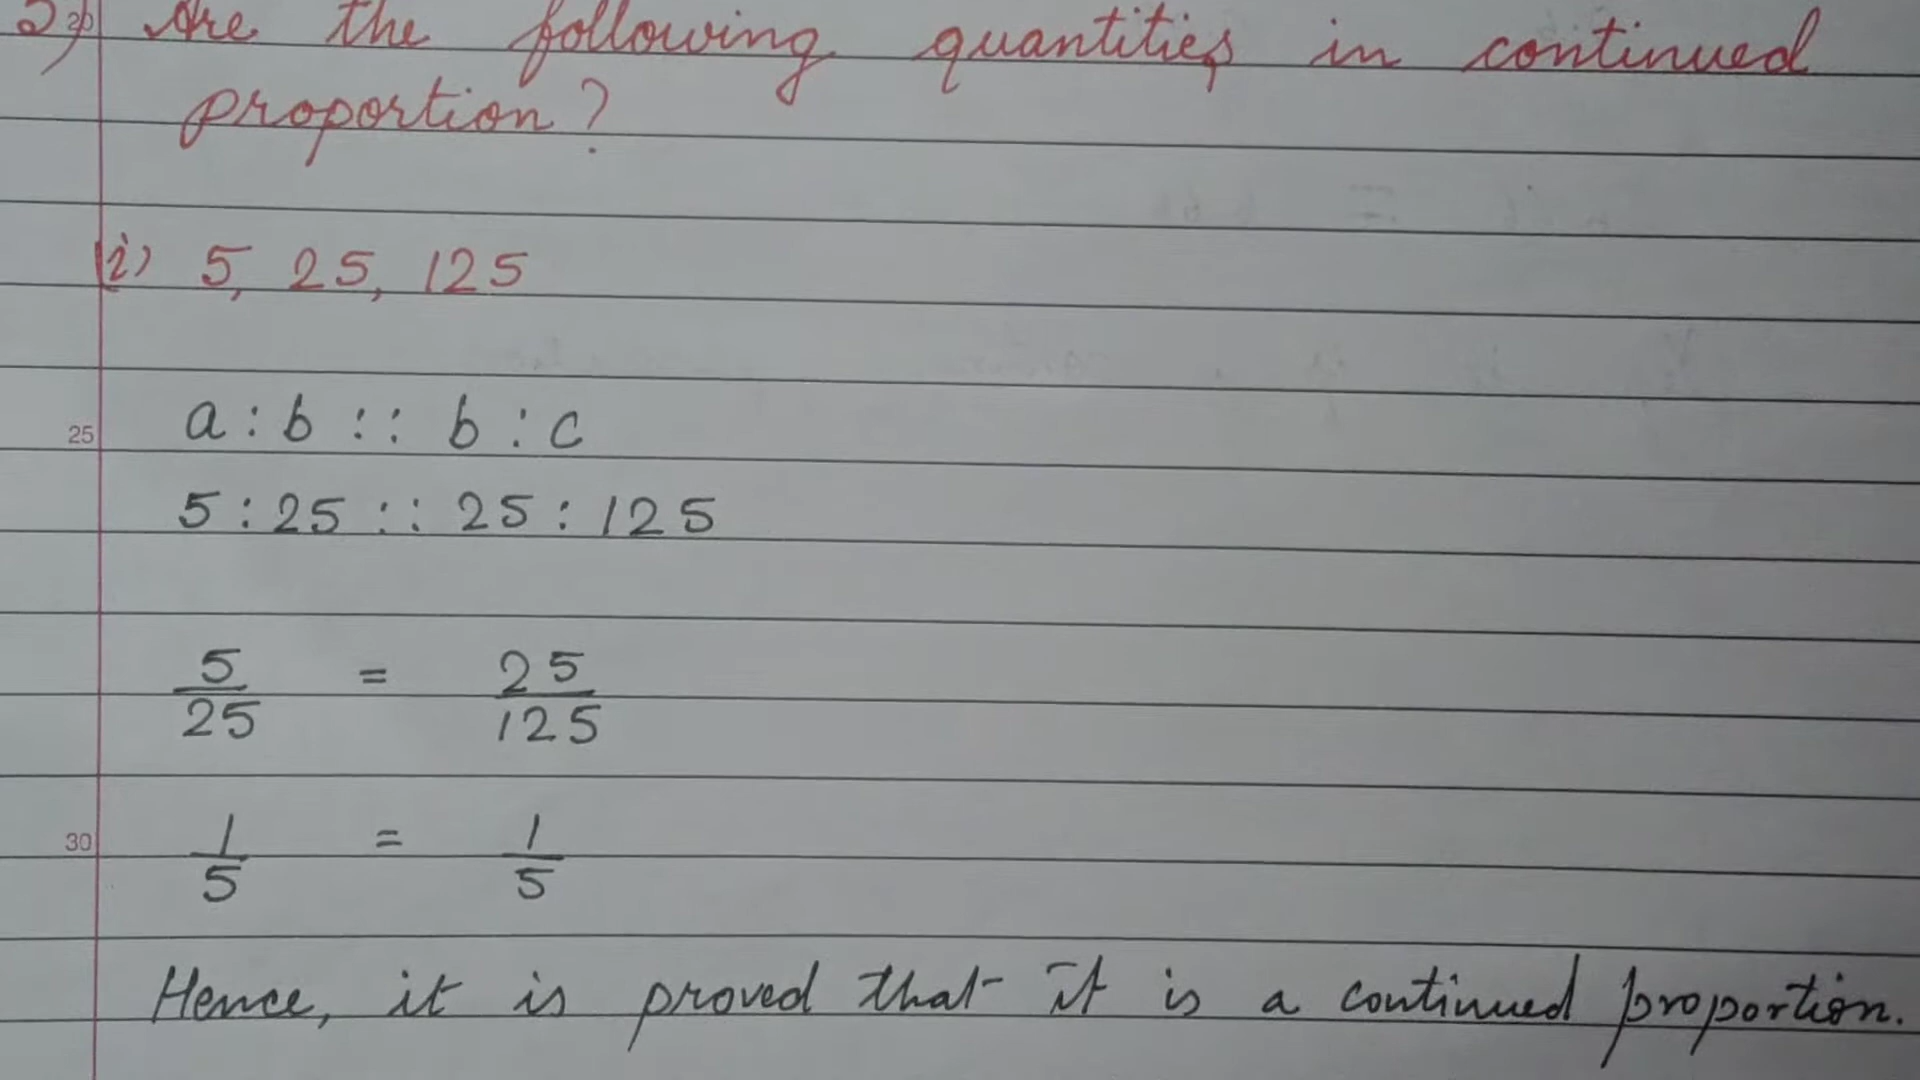 2) Are the following quantities in continued
proportion?
(i) 5, 25, 125
a : b :: b : c
25
5 : 25 :: 25 : 125
5/25 = 25/125
30
1/5 = 1/5
Hence, it is proved that it is a continued proportion.